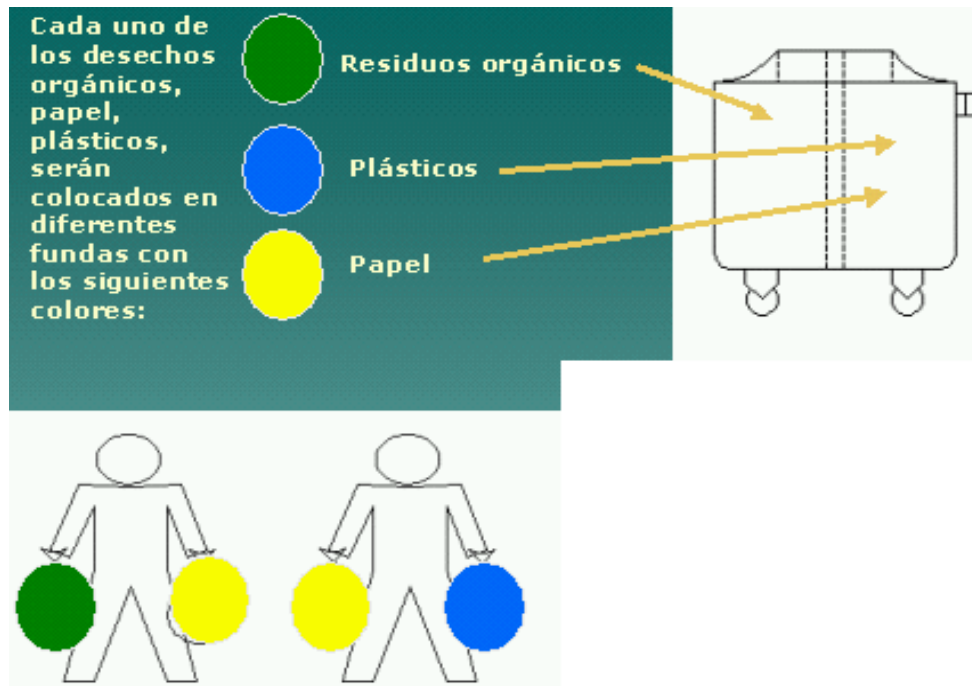 Cada uno de
los desechos
orgánicos,
papel,
plásticos,
serán
colocados en
diferentes
fundas con
los siguientes
colores:
Residuos orgánicos
Plásticos
Papel